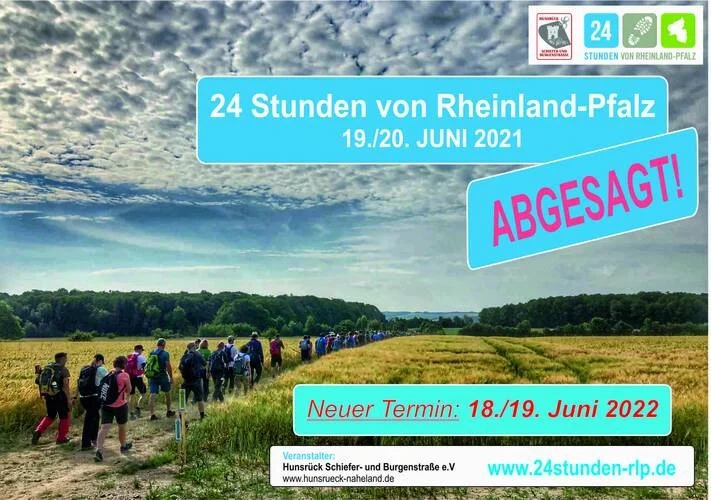 HUNSRÜCK
SCHIEFER- UND
BURGENSTRASSE
24
STUNDEN VON RHEINLAND-PFALZ
24 Stunden von Rheinland-Pfalz
19./20. JUNI 2021
ABGESAGT!
Neuer Termin: 18./19. Juni 2022
Veranstalter:
Hunsrück Schiefer- und Burgenstraße e.V
www.hunsrueck-naheland.de
www.24stunden-rlp.de